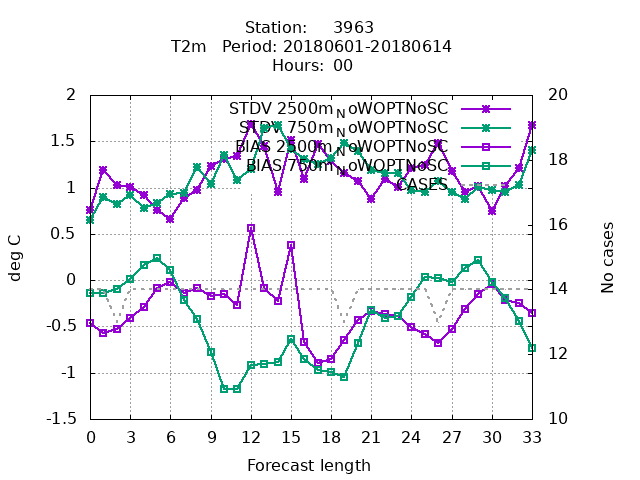 Station: 3963
T2m Period: 20180601-20180614
Hours: 00
STDV 2500m_NoWOPTNoSC
STDV 750m_NoWOPTNoSC
BIAS 2500m_NoWOPTNoSC
BIAS 750m_NoWOPTNoSC
CASES
2
1.5
1
0.5
0
-0.5
-1
-1.5
deg C
20
18
16
14
12
10
No cases
0 3 6 9 12 15 18 21 24 27 30 33
Forecast length